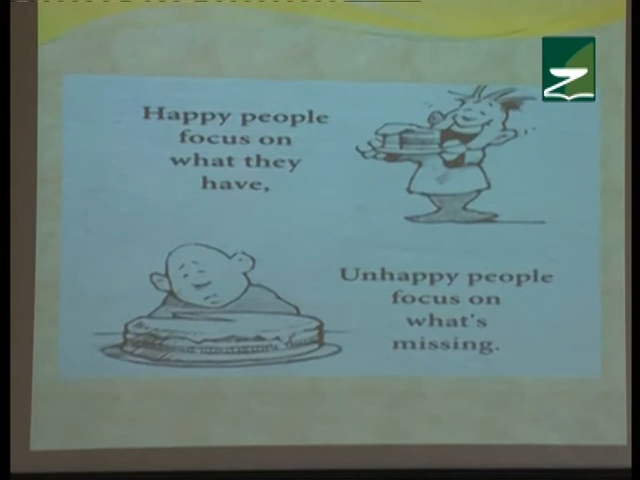 Happy people
focus on
what they
have,
Unhappy people
focus on
what's
missing.
Z